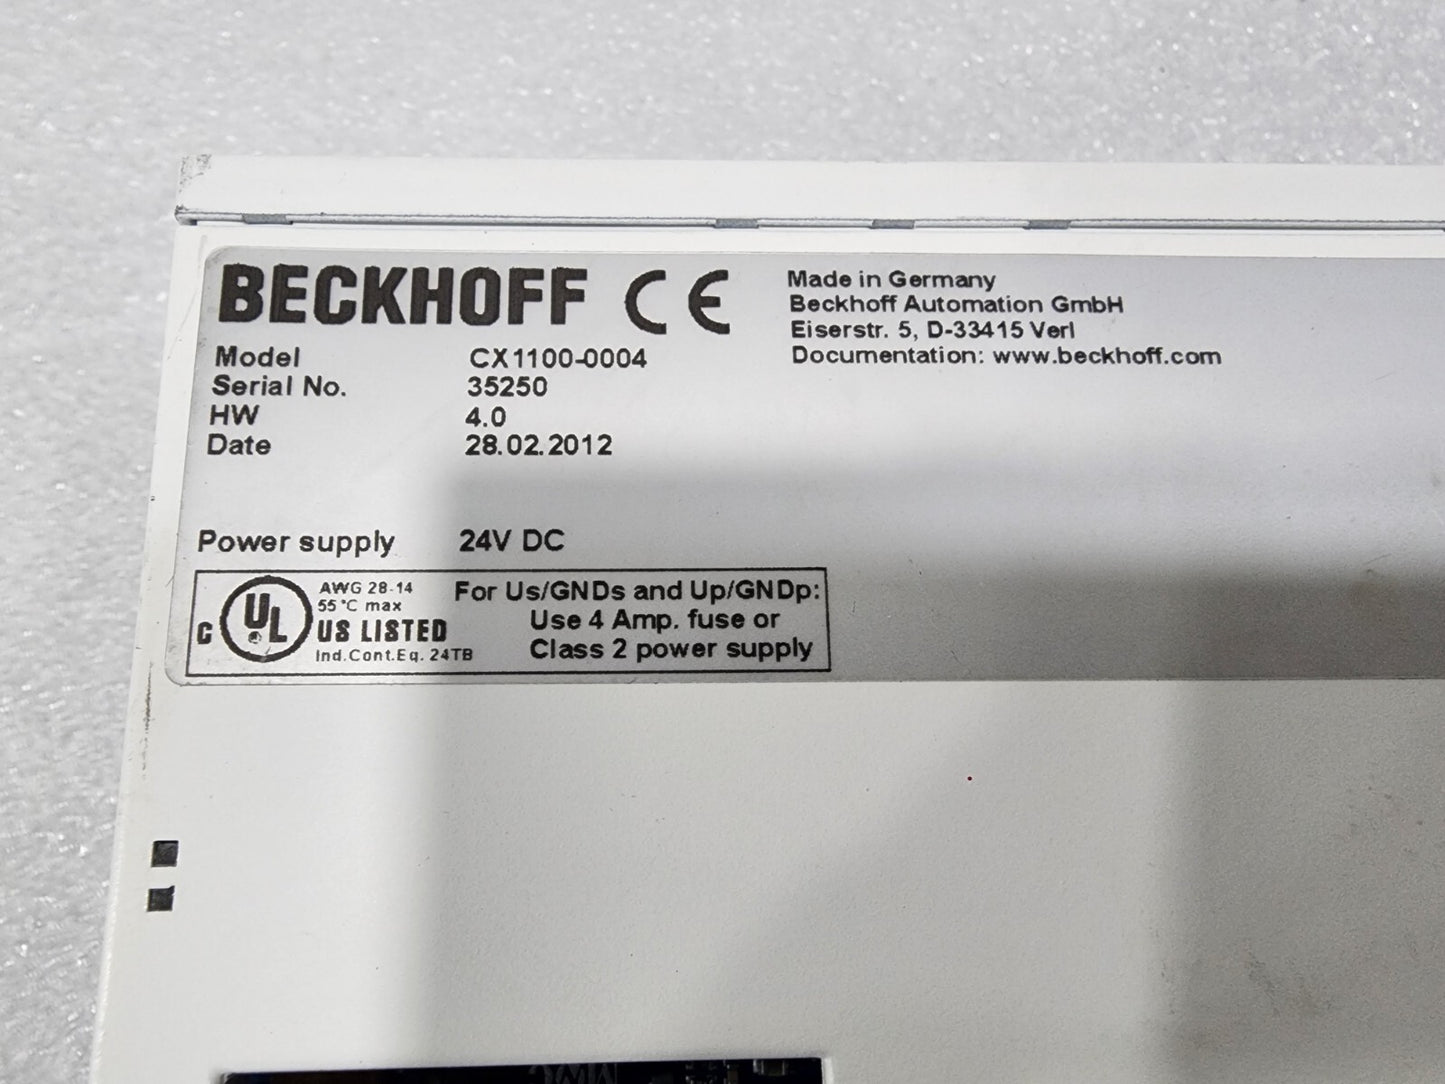 BECKHOFF CE
Made in Germany
Beckhoff Automation GmbH
Eiserstr. 5, D-33415 Verl
Documentation: www.beckhoff.com
Model CX1100-0004
Serial No. 35250
HW 4.0
Date 28.02.2012
Power supply 24V DC
C UL US LISTED
AWG 28-14
55°C max
Ind.Cont.Eq. 24TB
For Us/GNDs and Up/GNDp:
Use 4 Amp. fuse or
Class 2 power supply